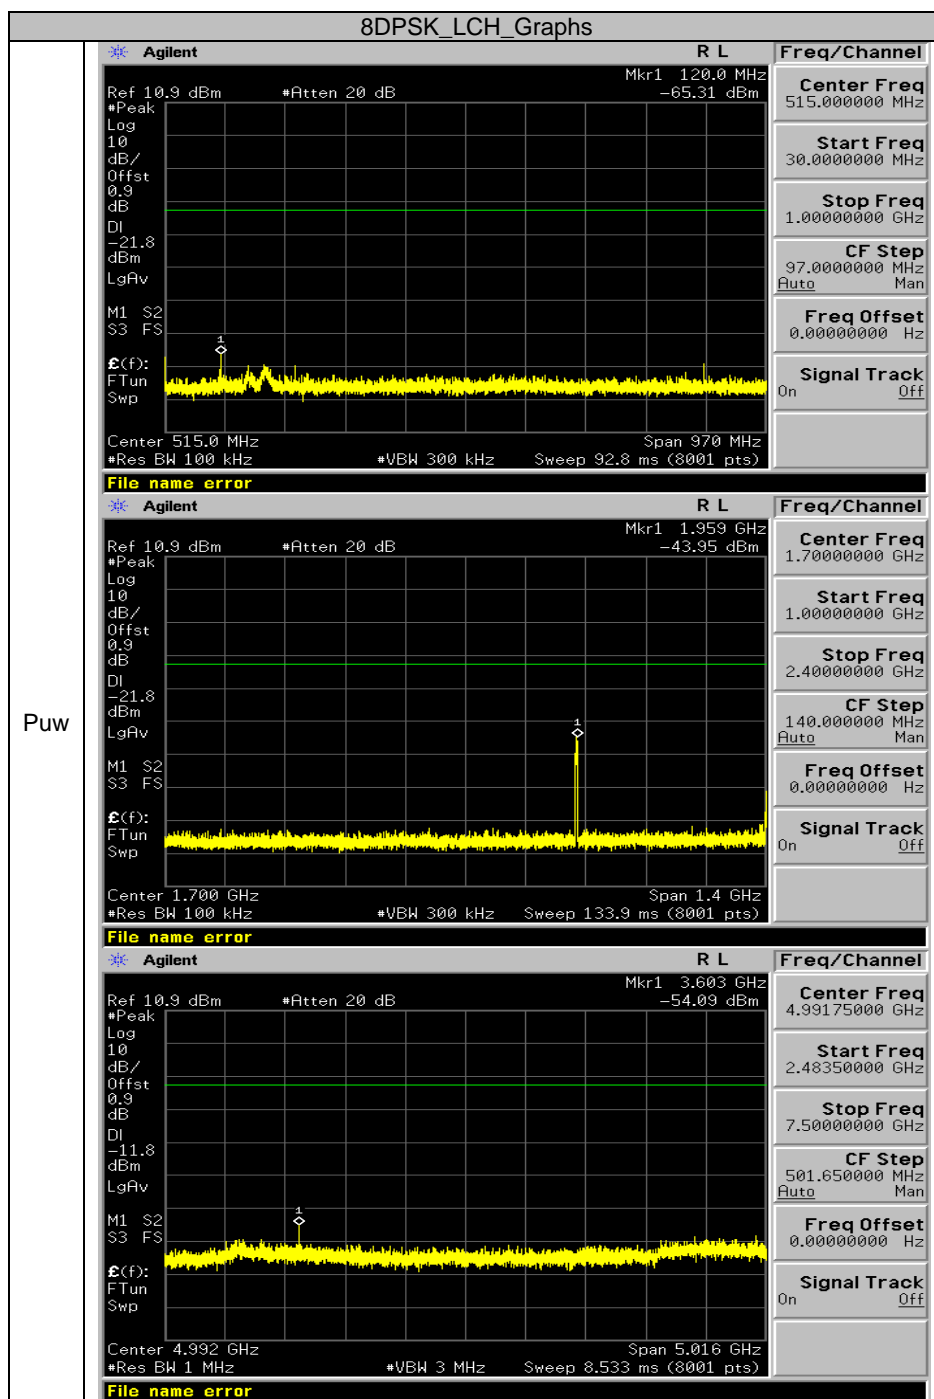 8DPSK_LCH_Graphs
Puw
Agilent R L Freq/Channel
Mkr1 120.0 MHz
Ref 10.9 dBm #Atten 20 dB -65.31 dBm
#Peak
Log
10
dB/
Offst
0.9
dB
DI
-21.8
dBm
LgAv
M1 S2
S3 FS
£(f):
FTun
Swp
1
Center 515.0 MHz Span 970 MHz
#Res BW 100 kHz #VBW 300 kHz Sweep 92.8 ms (8001 pts)
File name error
Center Freq
515.000000 MHz
Start Freq
30.0000000 MHz
Stop Freq
1.00000000 GHz
CF Step
97.0000000 MHz
Auto Man
Freq Offset
0.00000000 Hz
Signal Track
On Off
Agilent R L Freq/Channel
Mkr1 1.959 GHz
Ref 10.9 dBm #Atten 20 dB -43.95 dBm
#Peak
Log
10
dB/
Offst
0.9
dB
DI
-21.8
dBm
LgAv
M1 S2
S3 FS
£(f):
FTun
Swp
1
Center 1.700 GHz Span 1.4 GHz
#Res BW 100 kHz #VBW 300 kHz Sweep 133.9 ms (8001 pts)
File name error
Center Freq
1.70000000 GHz
Start Freq
1.00000000 GHz
Stop Freq
2.40000000 GHz
CF Step
140.000000 MHz
Auto Man
Freq Offset
0.00000000 Hz
Signal Track
On Off
Agilent R L Freq/Channel
Mkr1 3.603 GHz
Ref 10.9 dBm #Atten 20 dB -54.09 dBm
#Peak
Log
10
dB/
Offst
0.9
dB
DI
-11.8
dBm
LgAv
M1 S2
S3 FS
£(f):
FTun
Swp
1
Center 4.992 GHz Span 5.016 GHz
#Res BW 1 MHz #VBW 3 MHz Sweep 8.533 ms (8001 pts)
File name error
Center Freq
4.99175000 GHz
Start Freq
2.48350000 GHz
Stop Freq
7.50000000 GHz
CF Step
501.650000 MHz
Auto Man
Freq Offset
0.00000000 Hz
Signal Track
On Off